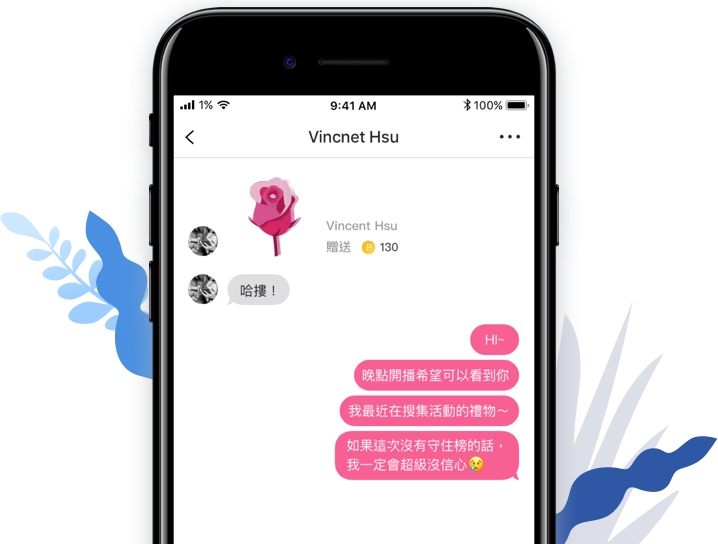 1%
9:41 AM
100%
Vincnet Hsu
Vincent Hsu
贈送 B 130
哈摟！
HI~
晚點開播希望可以看到你
我最近在搜集活動的禮物～
如果這次沒有守住榜的話，
我一定會超級沒信心😢